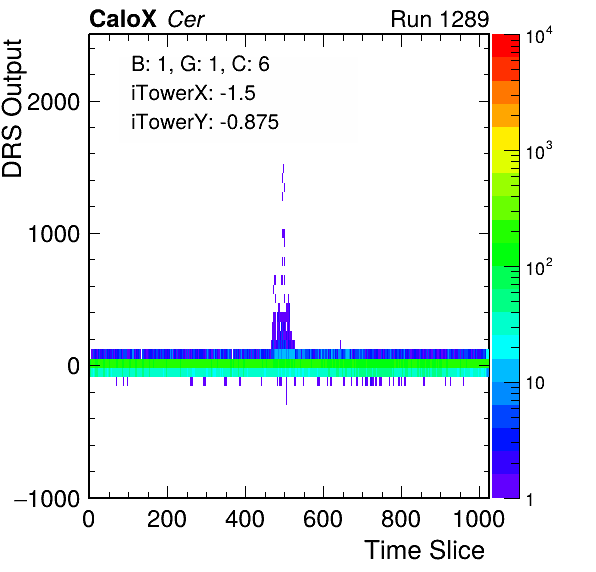 CaloX Cer
Run 1289
B: 1, G: 1, C: 6
iTowerX: -1.5
iTowerY: -0.875
DRS Output
2000
1000
0
−1000
0 200 400 600 800 1000
Time Slice
10^4
10^3
10^2
10
1